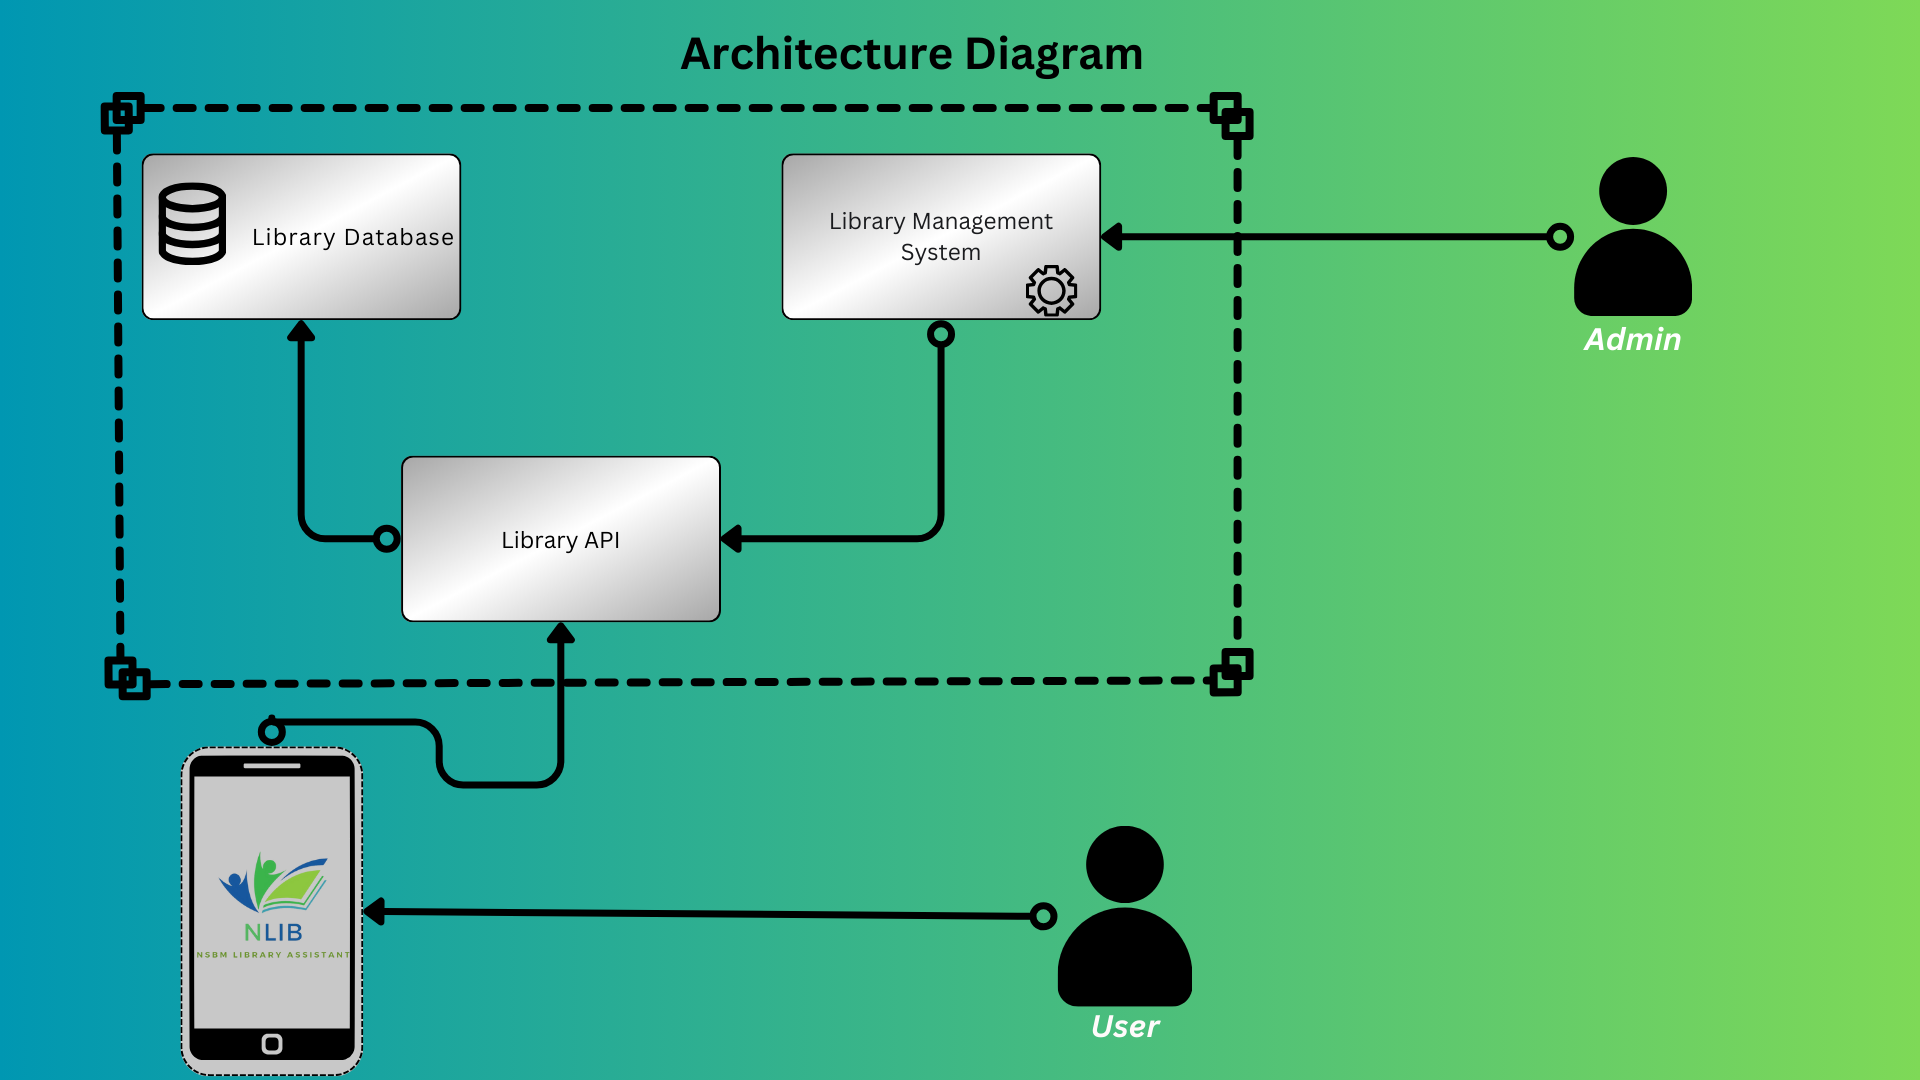 Architecture Diagram
Library Database
Library Management
System
Admin
Library API
NLIB
NSBM LIBRARY ASSISTANT
User